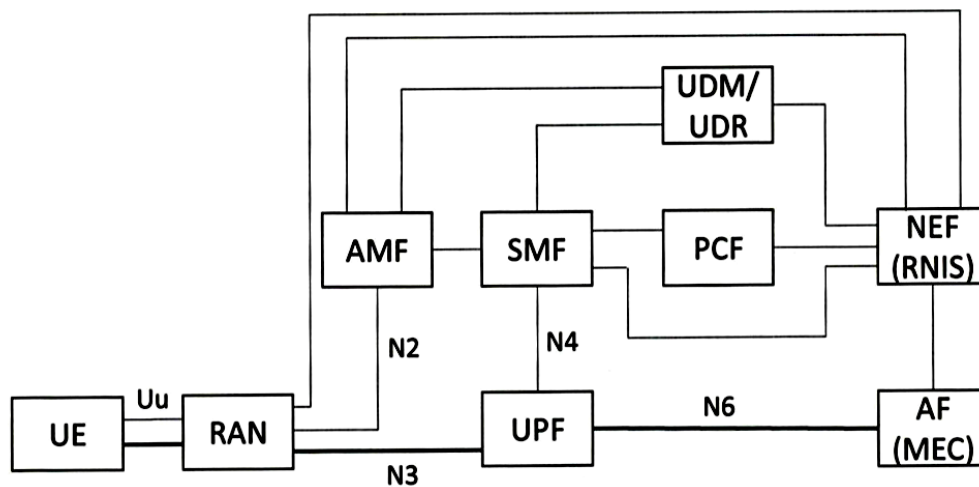 UDM/
UDR
AMF
SMF
PCF
NEF
(RNIS)
N2
N4
Uu
UE
RAN
N3
UPF
N6
AF
(MEC)